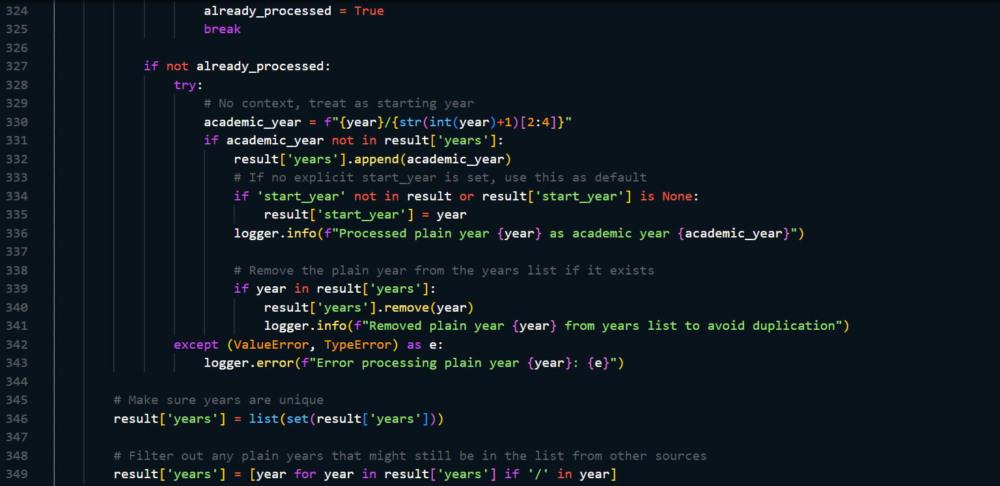 324 already_processed = True
325 break
326
327 if not already_processed:
328 try:
329 # No context, treat as starting year
330 academic_year = f"{year}/{str(int(year)+1)[2:4]}"
331 if academic_year not in result['years']:
332 result['years'].append(academic_year)
333 # If no explicit start_year is set, use this as default
334 if 'start_year' not in result or result['start_year'] is None:
335 result['start_year'] = year
336 logger.info(f"Processed plain year {year} as academic year {academic_year}")
337
338 # Remove the plain year from the years list if it exists
339 if year in result['years']:
340 result['years'].remove(year)
341 logger.info(f"Removed plain year {year} from years list to avoid duplication")
342 except (ValueError, TypeError) as e:
343 logger.error(f"Error processing plain year {year}: {e}")
344
345 # Make sure years are unique
346 result['years'] = list(set(result['years']))
347
348 # Filter out any plain years that might still be in the list from other sources
349 result['years'] = [year for year in result['years'] if '/' in year]